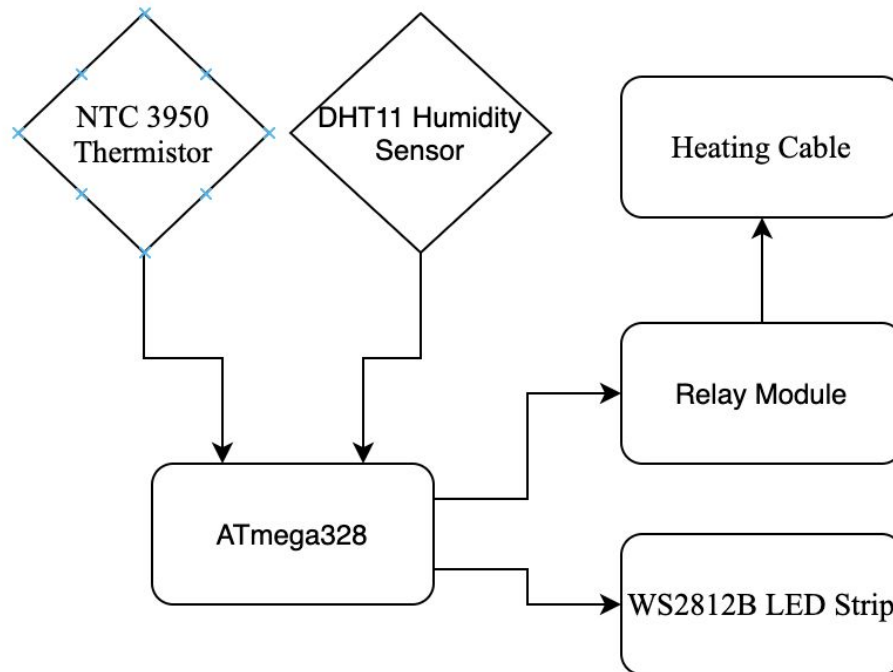 NTC 3950
Thermistor
DHT11 Humidity
Sensor
Heating Cable
Relay Module
ATmega328
WS2812B LED Strip